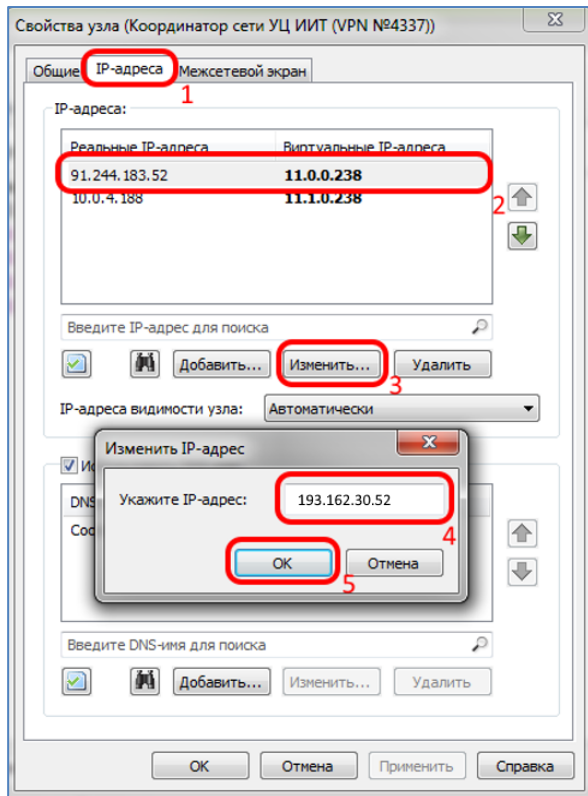 Свойства узла (Координатор сети УЦ ИИТ (VPN №4337))
Общие IP-адреса Межсетевой экран
1
IP-адреса:
Реальные IP-адреса Виртуальные IP-адреса
91.244.183.52 11.0.0.238
10.0.4.188 11.1.0.238
2
Введите IP-адрес для поиска
Добавить... Изменить... Удалить
3
IP-адреса видимости узла: Автоматически
Изменить IP-адрес
Укажите IP-адрес: 193.162.30.52
4
OK Отмена
5
DNS
Введите DNS-имя для поиска
Добавить... Изменить... Удалить
OK Отмена Применить Справка